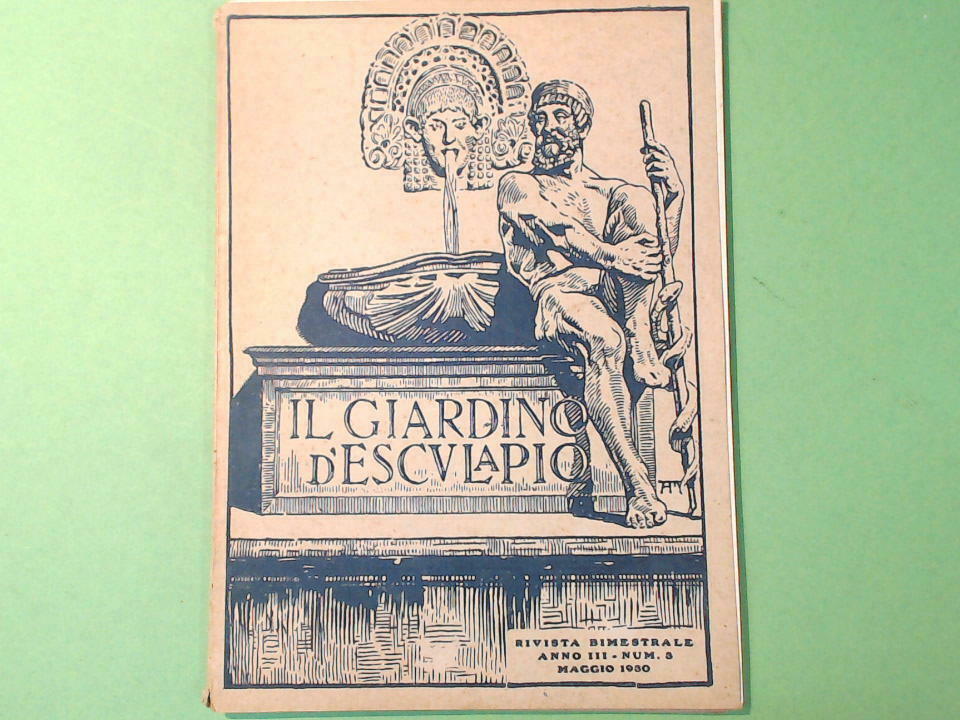 IL GIARDINO
D'ESCVLAPIO
RIVISTA BIMESTRALE
ANNO III - NUM. 3
MAGGIO 1930